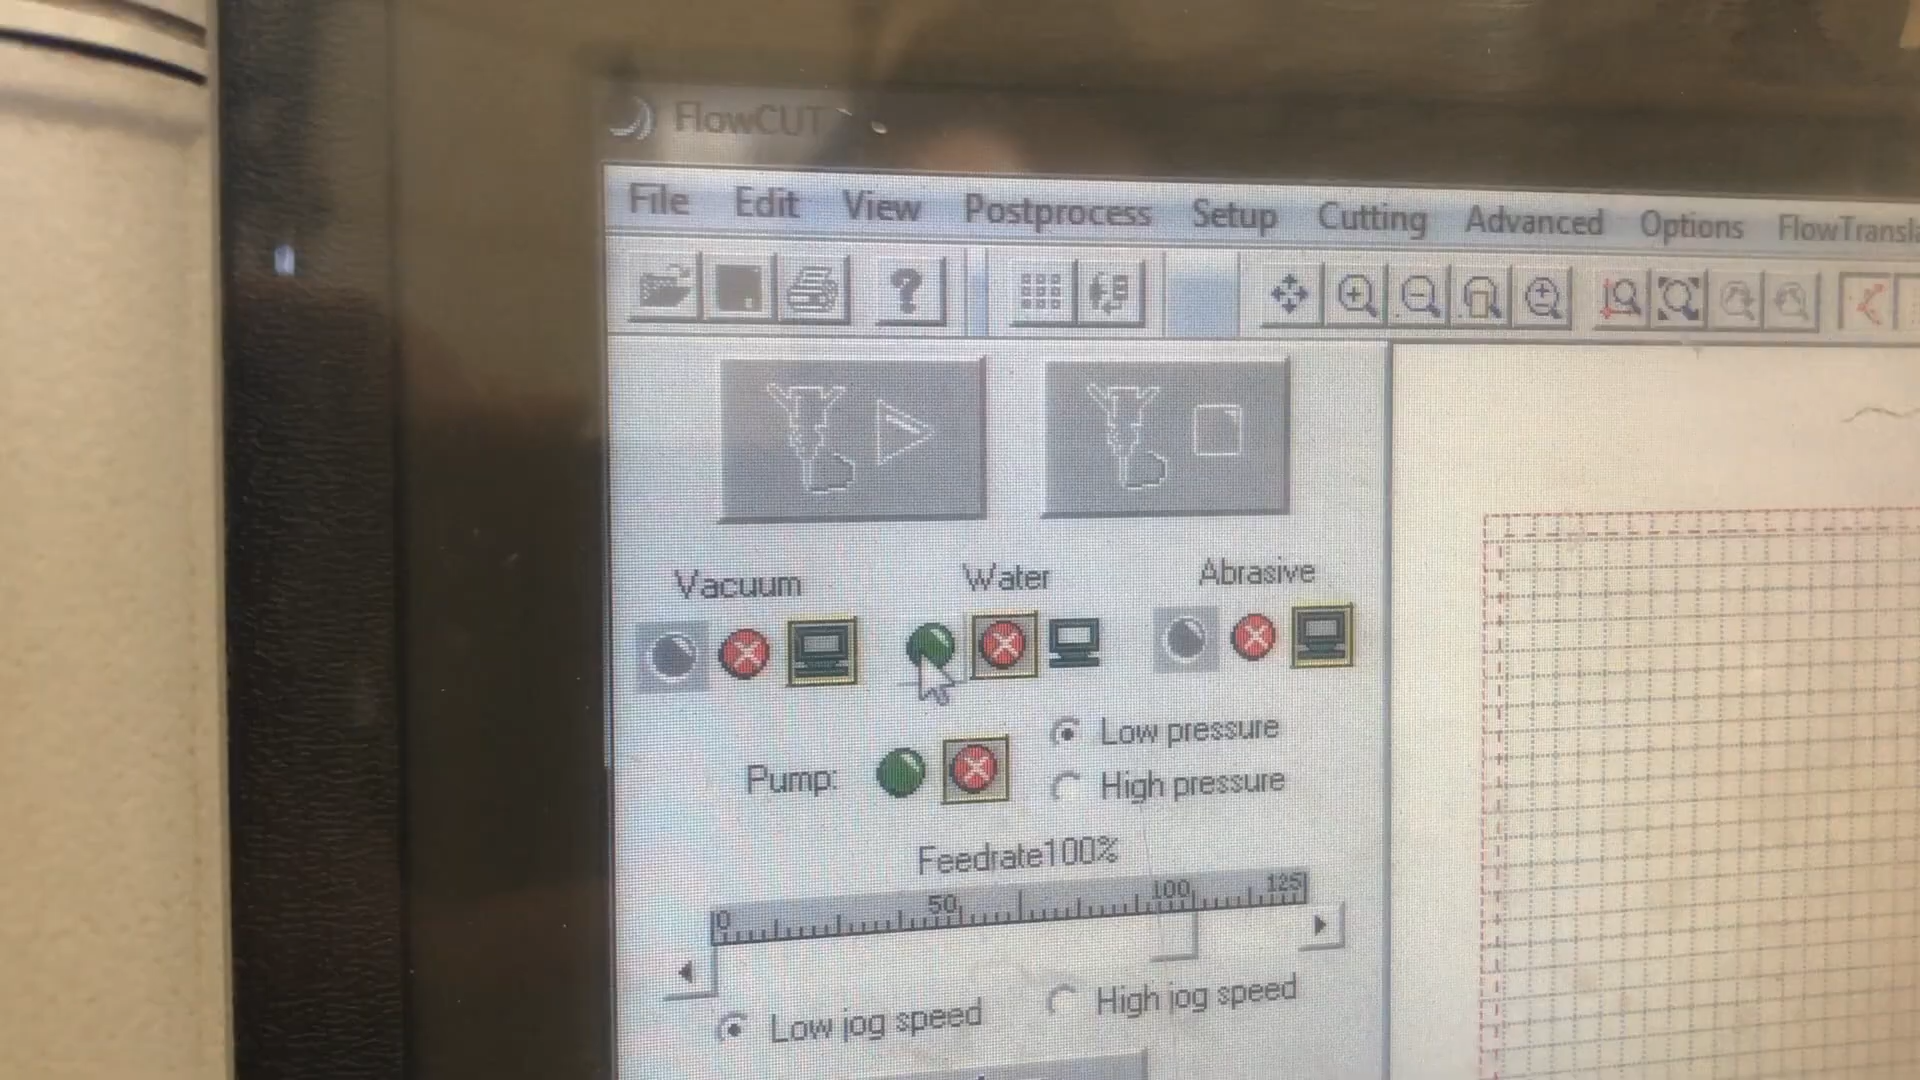 FlowCUT
File Edit View Postprocess Setup Cutting Advanced Options
Vacuum Water Abrasive
Low pressure
Pump:
High pressure
Feedrate100%
0 50 100 125
Low jog speed High jog speed